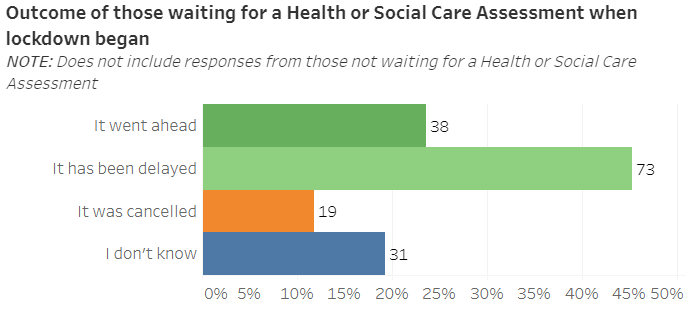 Outcome of those waiting for a Health or Social Care Assessment when
lockdown began
NOTE: Does not include responses from those not waiting for a Health or Social Care
Assessment
It went ahead 38
It has been delayed 73
It was cancelled 19
I don't know 31
0% 5% 10% 15% 20% 25% 30% 35% 40% 45% 50%